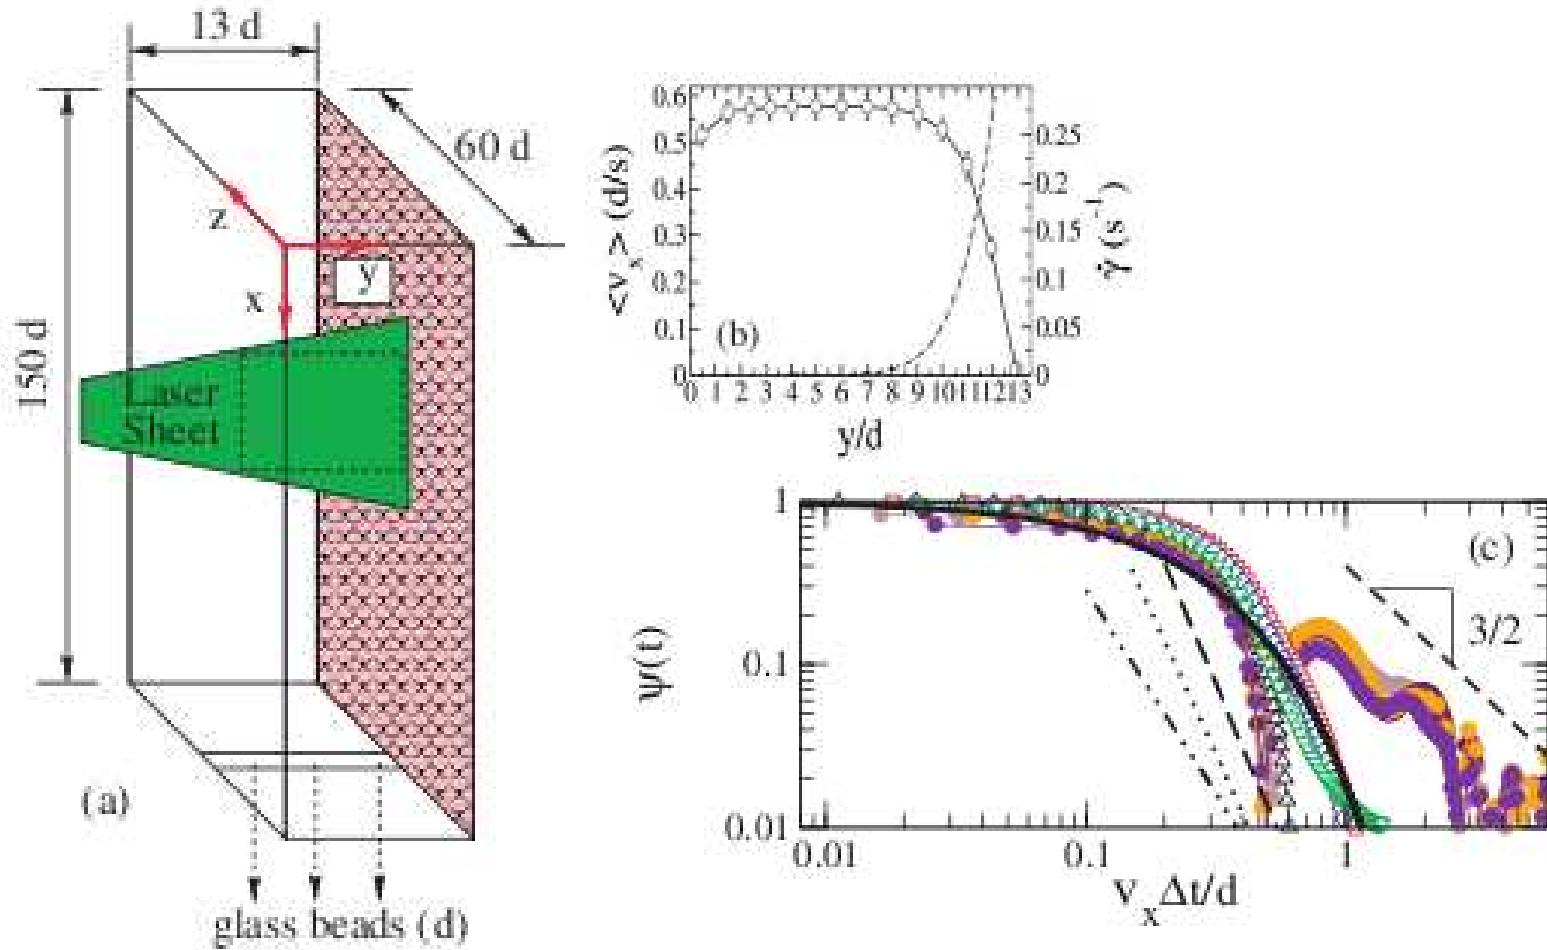 13 d
60 d
150 d
z
y
x
Laser
Sheet
(a)
glass beads (d)
0.6
0.5
0.4
0.3
0.2
0.1
0
<v_x> (d/s)
(b)
0.25
0.2
0.15
0.1
0.05
0
γ̇ (s⁻¹)
0 1 2 3 4 5 6 7 8 9 10 11 12 13
y/d
1
0.1
0.01
ψ(t)
(c)
3/2
0.01 0.1 1
v_x Δt/d